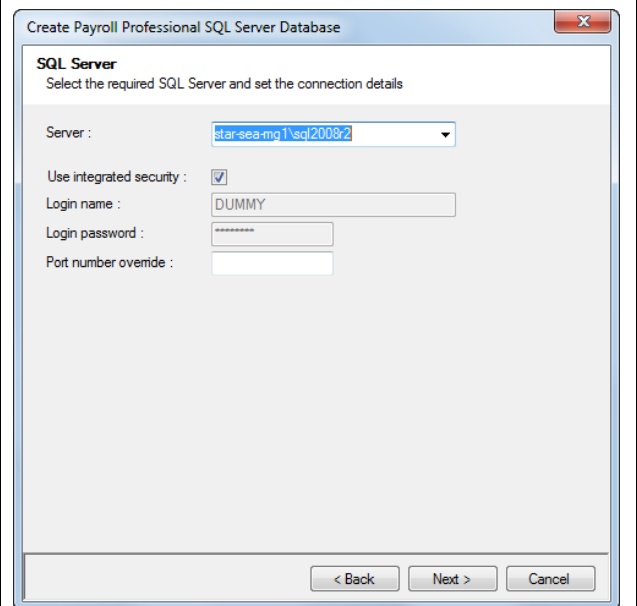 Create Payroll Professional SQL Server Database
SQL Server
Select the required SQL Server and set the connection details
Server : star-sea-mg1\sql2008r2
Use integrated security :
Login name : DUMMY
Login password : ********
Port number override :
< Back Next > Cancel